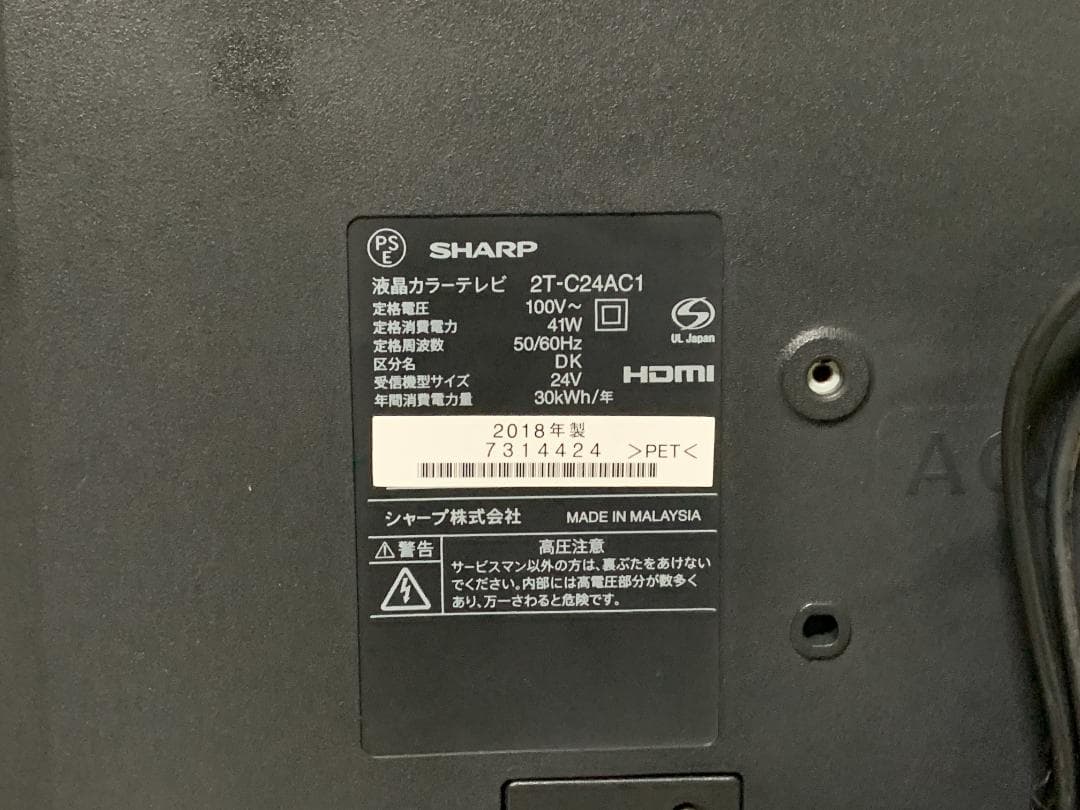 PS
E
SHARP
液晶カラーテレビ 2T-C24AC1
定格電圧 100V～
定格消費電力 41W
定格周波数 50/60Hz
区分名 DK
受信機型サイズ 24V
年間消費電力量 30kWh/年
UL Japan
HDMI
2018年製
7314424 >PET<
シャープ株式会社 MADE IN MALAYSIA
警告
高圧注意
サービスマン以外の方は、裏ぶたをあけない
でください。内部には高電圧部分が数多く
あり、万一さわると危険です。